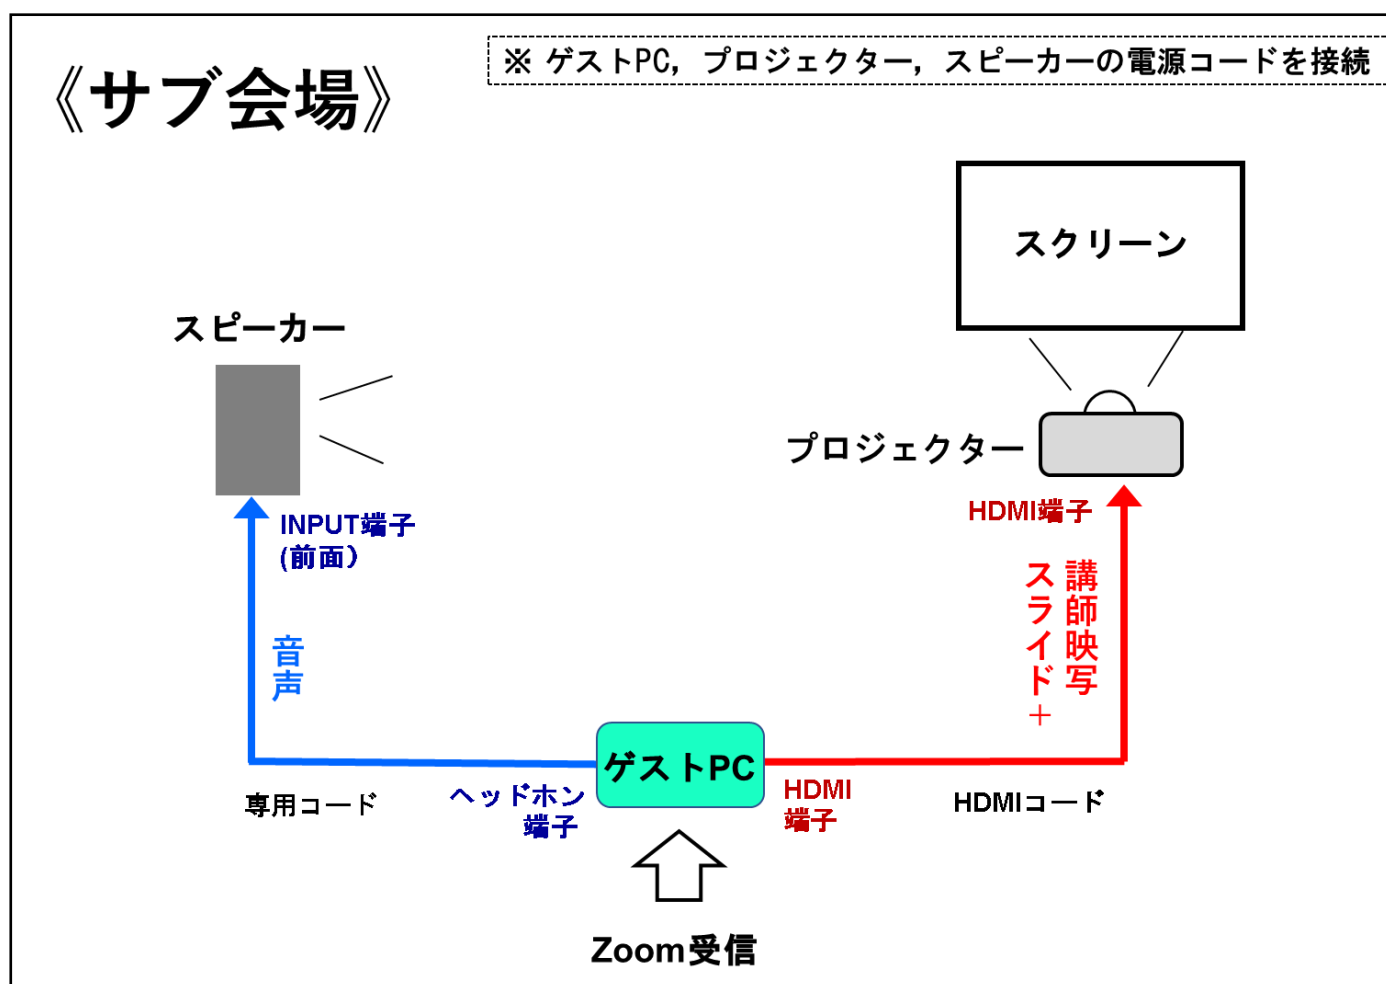 《サブ会場》
※ ゲストPC，プロジェクター，スピーカーの電源コードを接続
スクリーン
スピーカー
プロジェクター
INPUT端子
(前面）
HDMI端子
音声
講師映写
スライド＋
ゲストPC
専用コード
ヘッドホン
端子
HDMI
端子
HDMIコード
Zoom受信